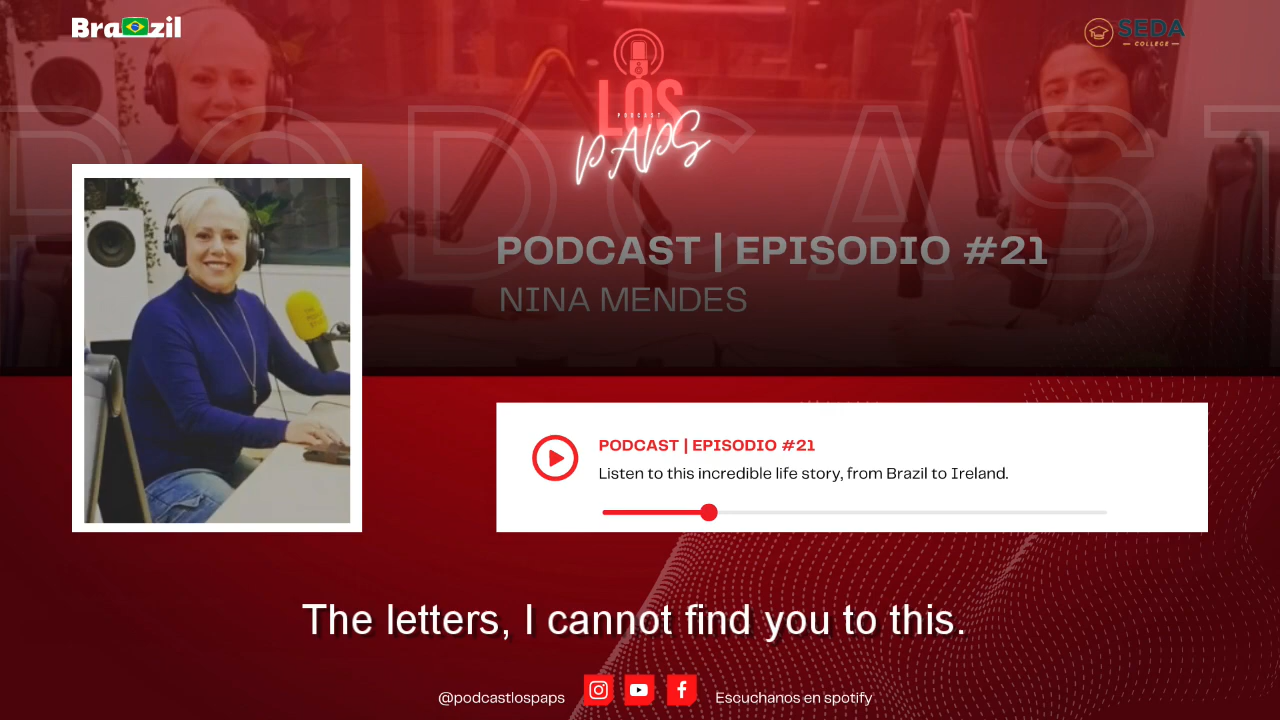 Brazil
SEDA
COLLEGE
LOS
PODCAST
PAPS
PODCAST
PODCAST | EPISODIO #21
NINA MENDES
PODCAST | EPISODIO #21
Listen to this incredible life story, from Brazil to Ireland.
The letters, I cannot find you to this.
@podcastlospaps
Escuchanos en spotify